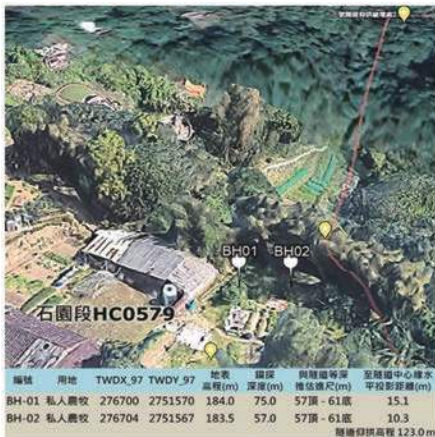 BH01
BH02
石園段HC0579
編號 用地 TWDX_97 TWDY_97 地表高程(m) 鑽探深度(m) 與隧道等深推估進尺(m) 至隧道中心線水平投影距離(m)
BH-01 私人農牧 276700 2751570 184.0 75.0 57頂 - 61底 15.1
BH-02 私人農牧 276704 2751567 183.5 57.0 57頂 - 61底 10.3
隧道仰拱高程 123.0m